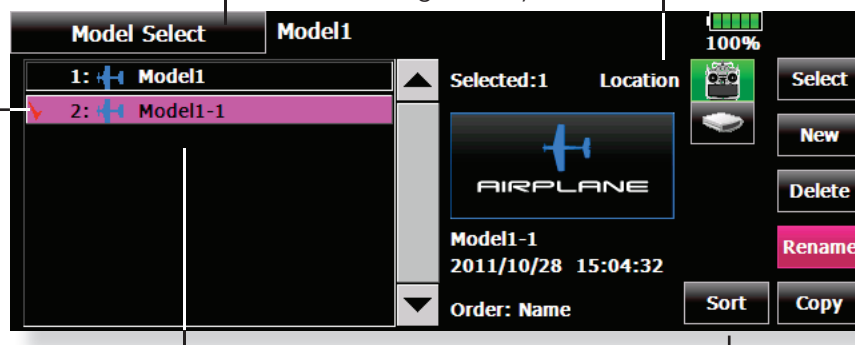 Model Select
Model1
100%
1: Model1
2: Model1-1
Selected:1 Location
AIRPLANE
Model1-1
2011/10/28 15:04:32
Order: Name
Select
New
Delete
Rename
Sort
Copy